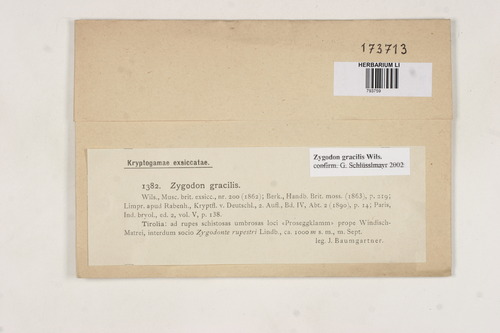 173713
HERBARIUM LI
Zygodon gracilis Wils.
confirm: G. Schlüsslmayr 2002
Kryptogamae exsiccatae.
1382. Zygodon gracilis.
Wils., Musc. brit. exsicc., nr. 200 (1862); Berk., Handb. Brit. moss. (1863), p. 219;
Limpr. apud Rabenh., Kryptfl. v. Deutschl., 2. Aufl., Bd. IV, Abt. 2 (1890), p. 14; Paris,
Ind. bryol., ed. 2, vol. V, p. 138.
Tirolia: ad rupes schistosas umbrosas loci »Prosseggklamm« prope Windisch-
Matrei, interdum socio Zygodonte rupestri Lindb., ca. 1000 m s. m., m. Sept.
leg. J. Baumgartner.